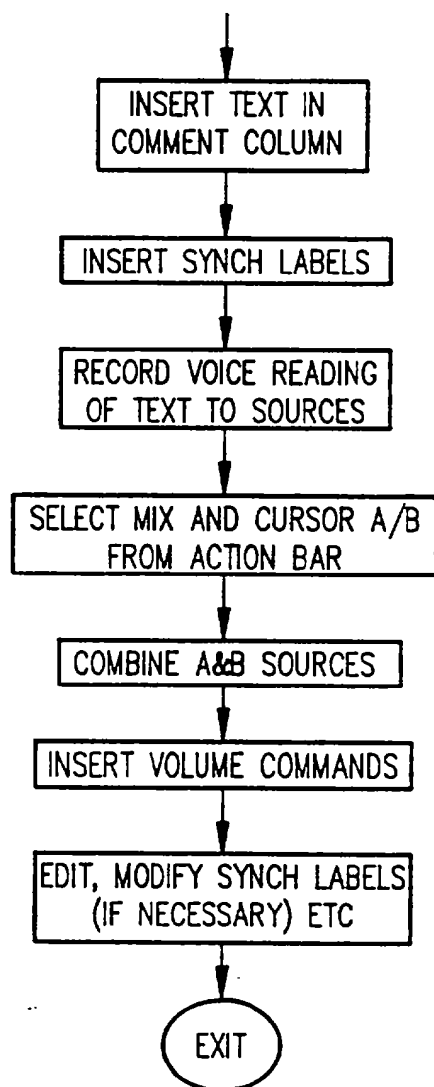 INSERT TEXT IN
COMMENT COLUMN
INSERT SYNCH LABELS
RECORD VOICE READING
OF TEXT TO SOURCES
SELECT MIX AND CURSOR A/B
FROM ACTION BAR
COMBINE A&B SOURCES
INSERT VOLUME COMMANDS
EDIT, MODIFY SYNCH LABELS
(IF NECESSARY) ETC
EXIT